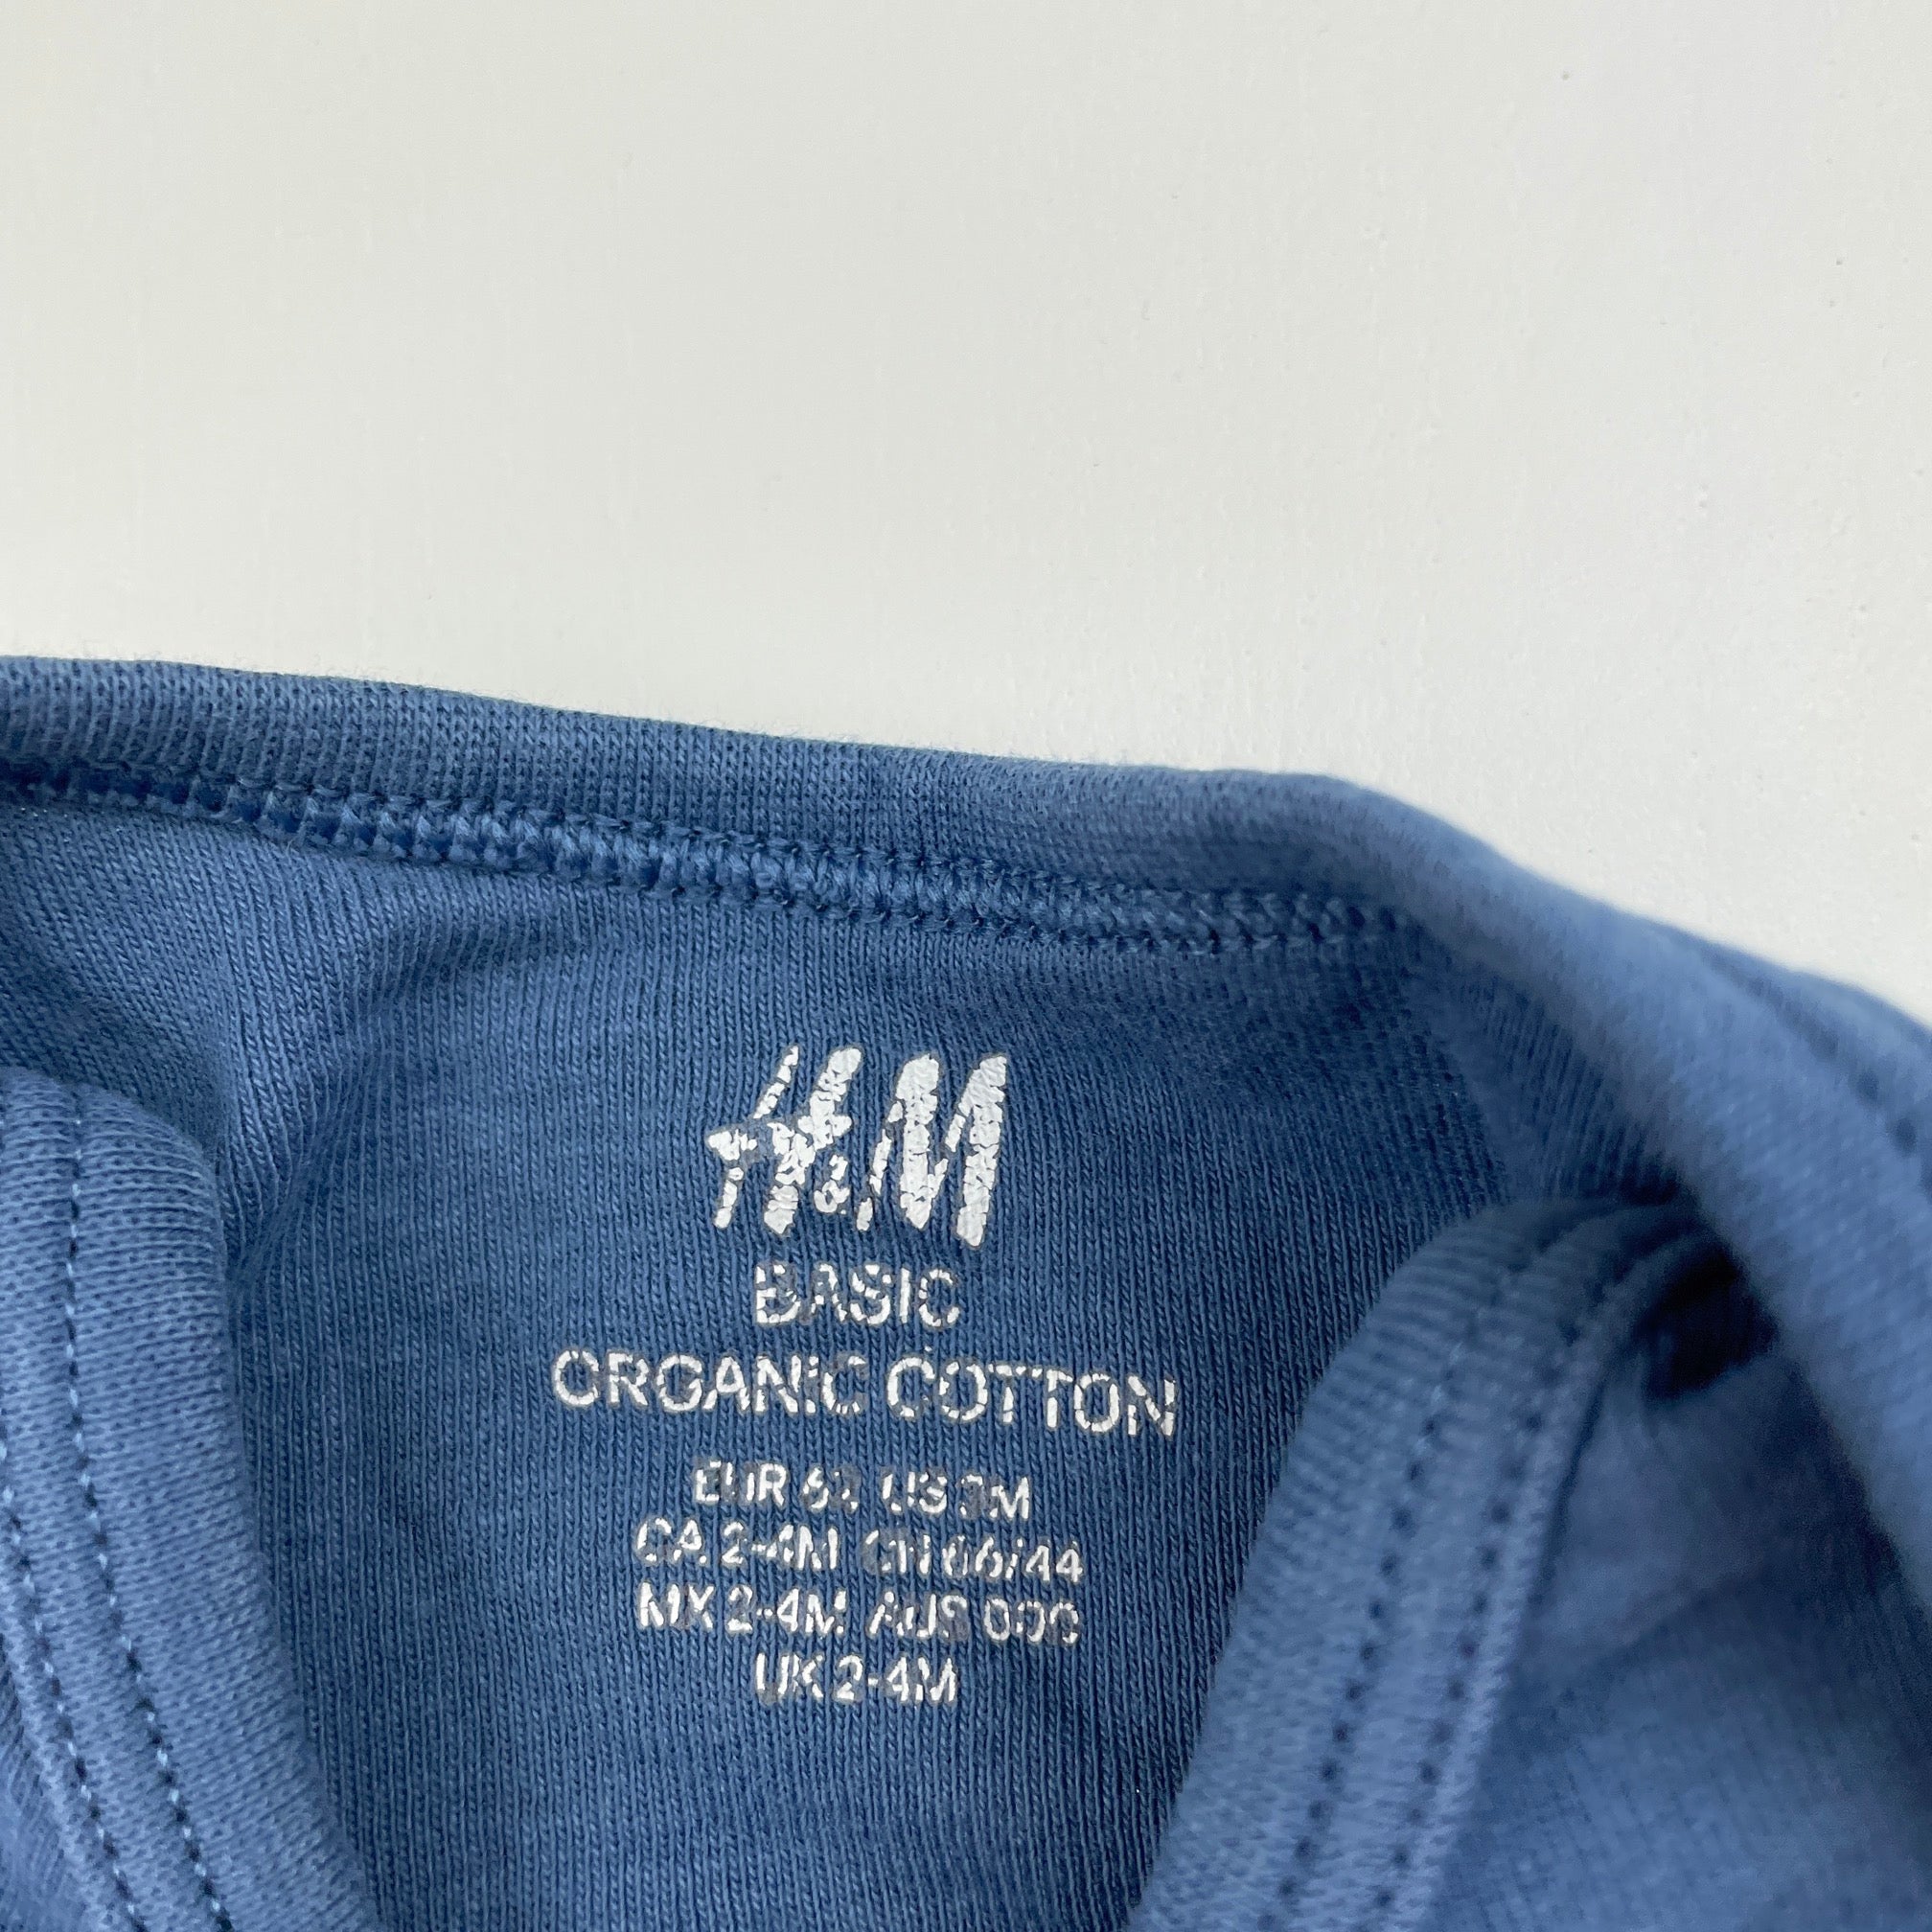 H&M
BASIC
ORGANIC COTTON
EUR 62 US 3M
CA 2-4M CN 66/44
MX 2-4M AUS 000
UK 2-4M